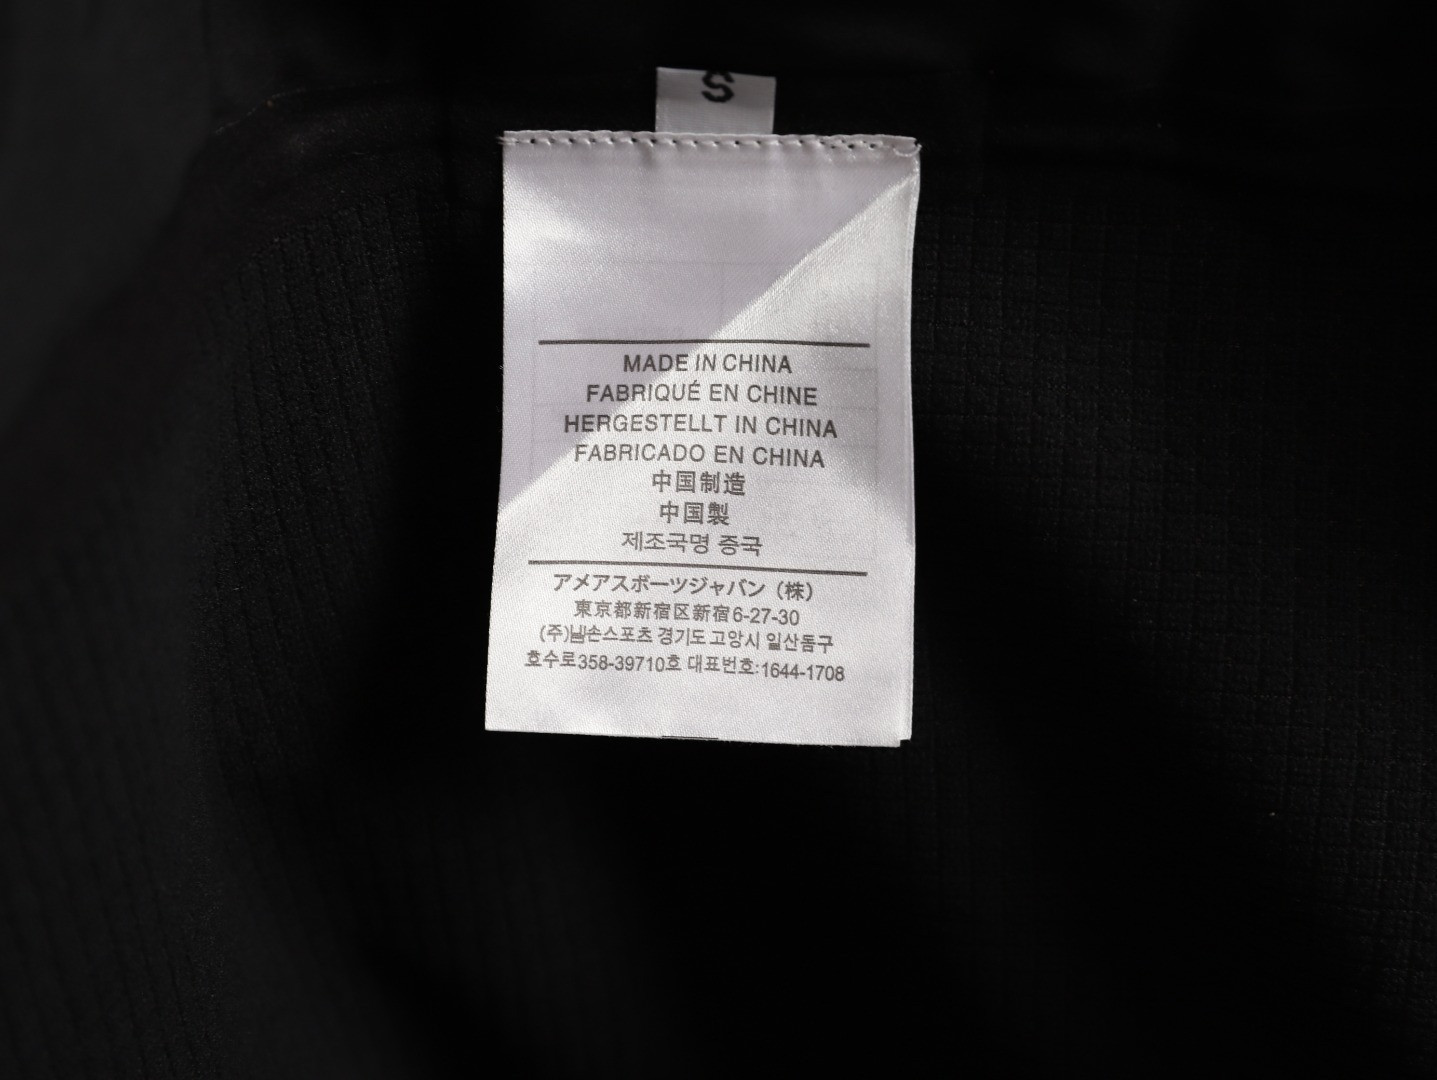 S
MADE IN CHINA
FABRIQUÉ EN CHINE
HERGESTELLT IN CHINA
FABRICADO EN CHINA
中国制造
中国製
제조국명 중국
アメアスポーツジャパン（株）
東京都新宿区新宿6-27-30
(주)넬손스포츠 경기도 고양시 일산동구
호수로358-39710호 대표번호:1644-1708